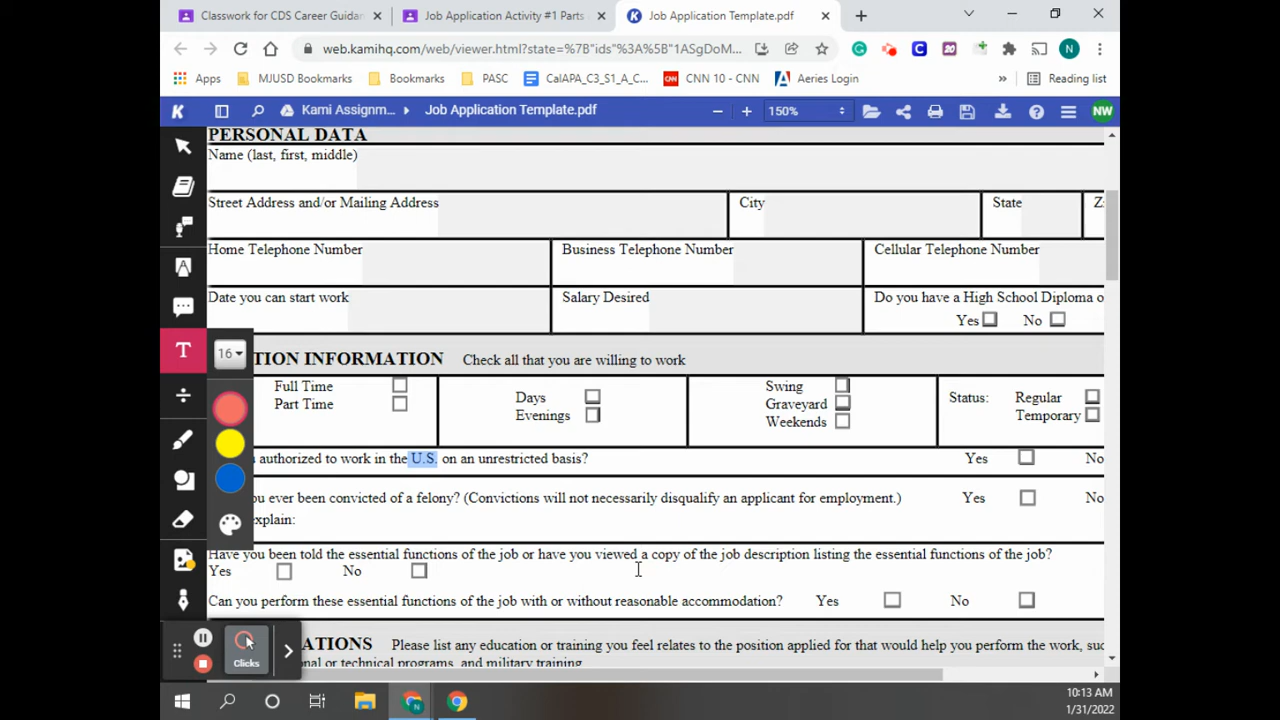 Classwork for CDS Career Guidan
Job Application Activity #1 Parts
Job Application Template.pdf
web.kamihq.com/web/viewer.html?state=%7B"ids"%3A%5B"1ASgDoM...
N
Apps
MJUSD Bookmarks
Bookmarks
PASC
CalAPA_C3_S1_A_C...
CNN 10 - CNN
Aeries Login
»
Reading list
K
Kami Assignm...
Job Application Template.pdf
150%
NW
PERSONAL DATA
Name (last, first, middle)
Street Address and/or Mailing Address
City
State
Z
Home Telephone Number
Business Telephone Number
Cellular Telephone Number
Date you can start work
Salary Desired
Do you have a High School Diploma o
Yes No
T
16
TION INFORMATION Check all that you are willing to work
Full Time
Part Time
Days
Evenings
Swing
Graveyard
Weekends
Status: Regular
Temporary
authorized to work in the U.S. on an unrestricted basis? Yes No
ou ever been convicted of a felony? (Convictions will not necessarily disqualify an applicant for employment.) Yes No
explain:
Have you been told the essential functions of the job or have you viewed a copy of the job description listing the essential functions of the job?
Yes No
Can you perform these essential functions of the job with or without reasonable accommodation? Yes No
ATIONS Please list any education or training you feel relates to the position applied for that would help you perform the work, suc
onal or technical programs, and military training.
Clicks
10:13 AM
1/31/2022